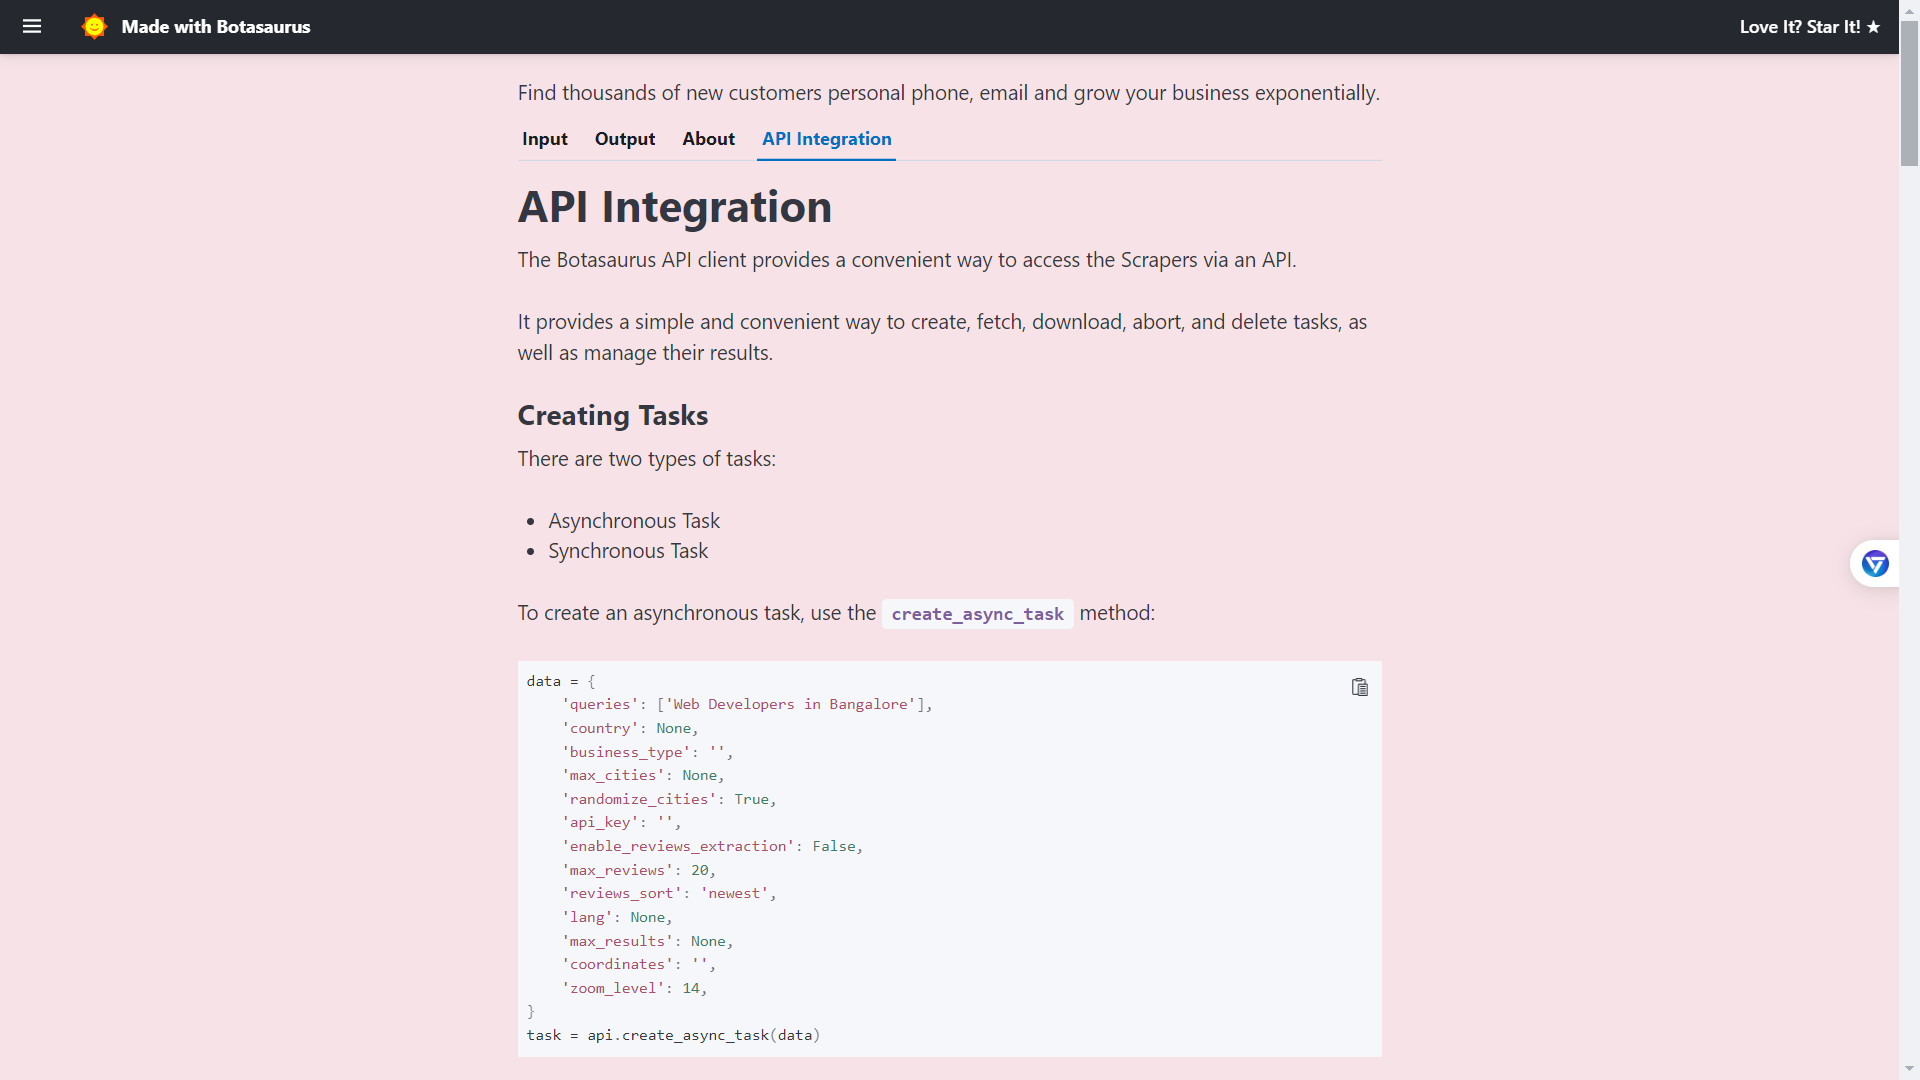 Made with Botasaurus
Love It? Star It! ★
Find thousands of new customers personal phone, email and grow your business exponentially.
Input Output About API Integration
API Integration
The Botasaurus API client provides a convenient way to access the Scrapers via an API.
It provides a simple and convenient way to create, fetch, download, abort, and delete tasks, as
well as manage their results.
Creating Tasks
There are two types of tasks:
• Asynchronous Task
• Synchronous Task
To create an asynchronous task, use the create_async_task method:
data = {
    'queries': ['Web Developers in Bangalore'],
    'country': None,
    'business_type': '',
    'max_cities': None,
    'randomize_cities': True,
    'api_key': '',
    'enable_reviews_extraction': False,
    'max_reviews': 20,
    'reviews_sort': 'newest',
    'lang': None,
    'max_results': None,
    'coordinates': '',
    'zoom_level': 14,
}
task = api.create_async_task(data)